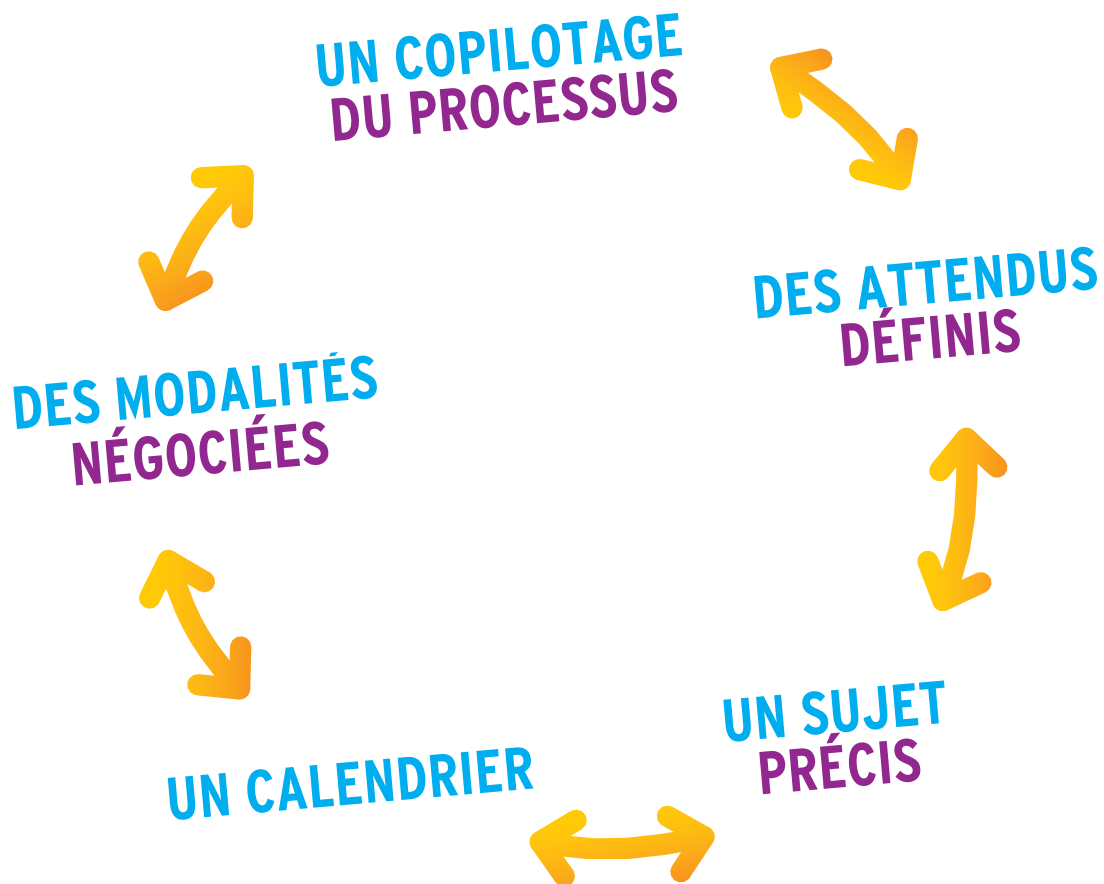 UN COPILOTAGE
DU PROCESSUS
DES ATTENDUS
DÉFINIS
DES MODALITÉS
NÉGOCIÉES
UN SUJET
PRÉCIS
UN CALENDRIER